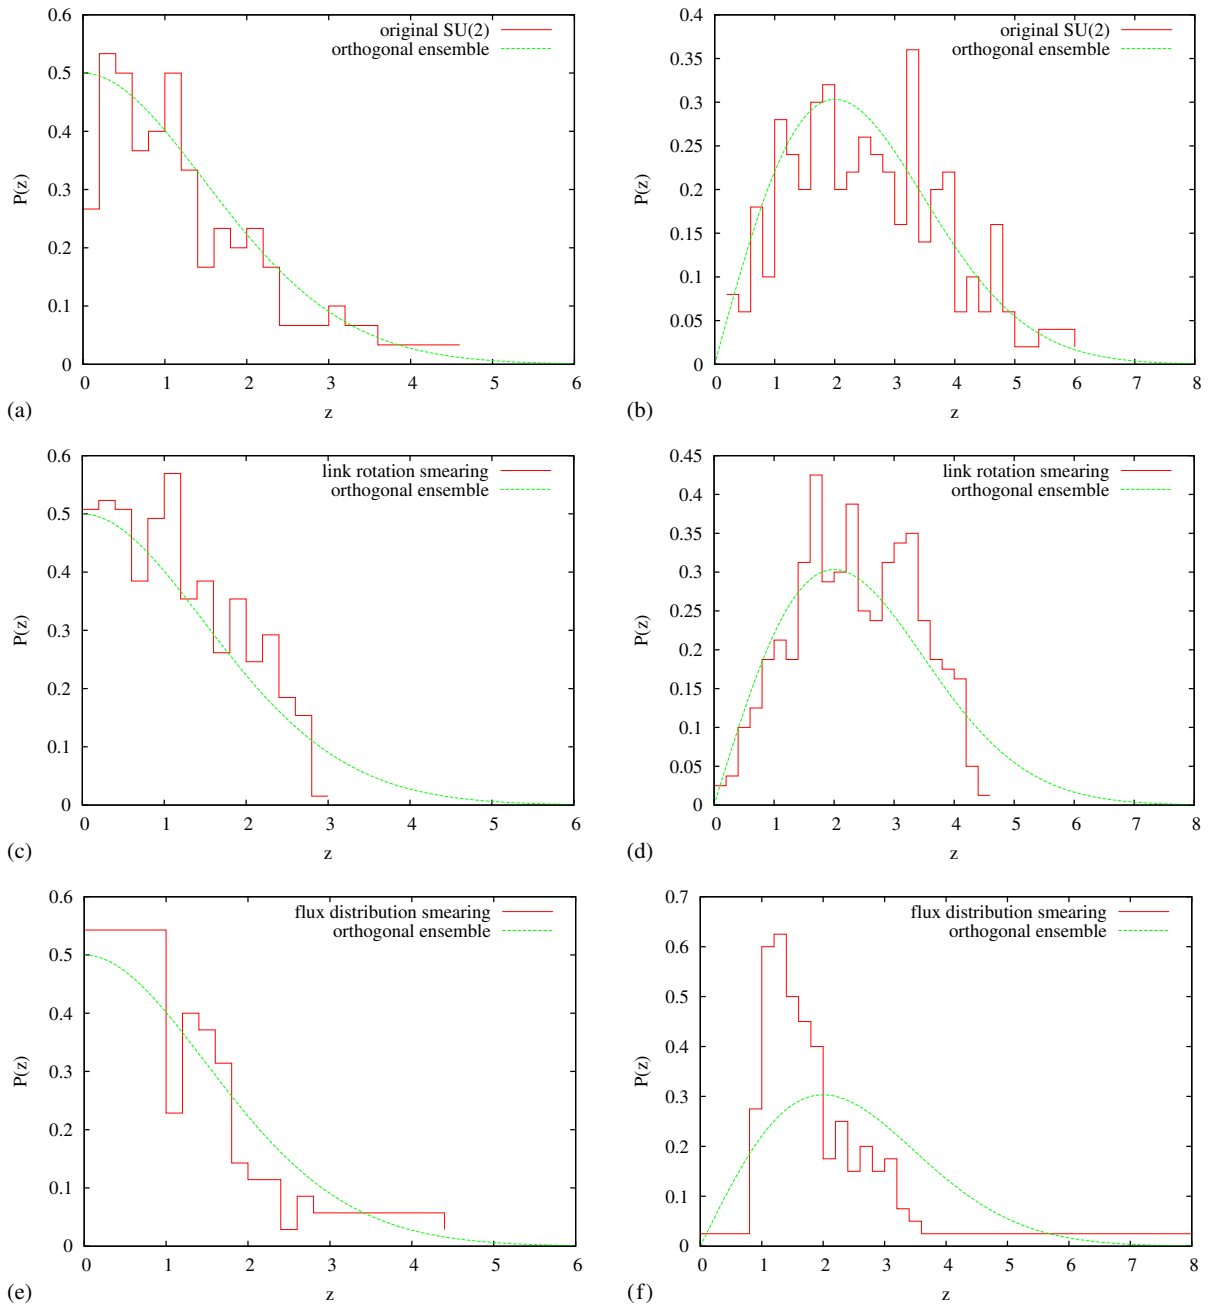 0.6
0.5
0.4
0.3
0.2
0.1
0
P(z)
original SU(2)
orthogonal ensemble
0 1 2 3 4 5 6
z
(a)
0.4
0.35
0.3
0.25
0.2
0.15
0.1
0.05
0
P(z)
original SU(2)
orthogonal ensemble
0 1 2 3 4 5 6 7 8
z
(b)
0.6
0.5
0.4
0.3
0.2
0.1
0
P(z)
link rotation smearing
orthogonal ensemble
0 1 2 3 4 5 6
z
(c)
0.45
0.4
0.35
0.3
0.25
0.2
0.15
0.1
0.05
0
P(z)
link rotation smearing
orthogonal ensemble
0 1 2 3 4 5 6 7 8
z
(d)
0.6
0.5
0.4
0.3
0.2
0.1
0
P(z)
flux distribution smearing
orthogonal ensemble
0 1 2 3 4 5 6
z
(e)
0.7
0.6
0.5
0.4
0.3
0.2
0.1
0
P(z)
flux distribution smearing
orthogonal ensemble
0 1 2 3 4 5 6 7 8
z
(f)